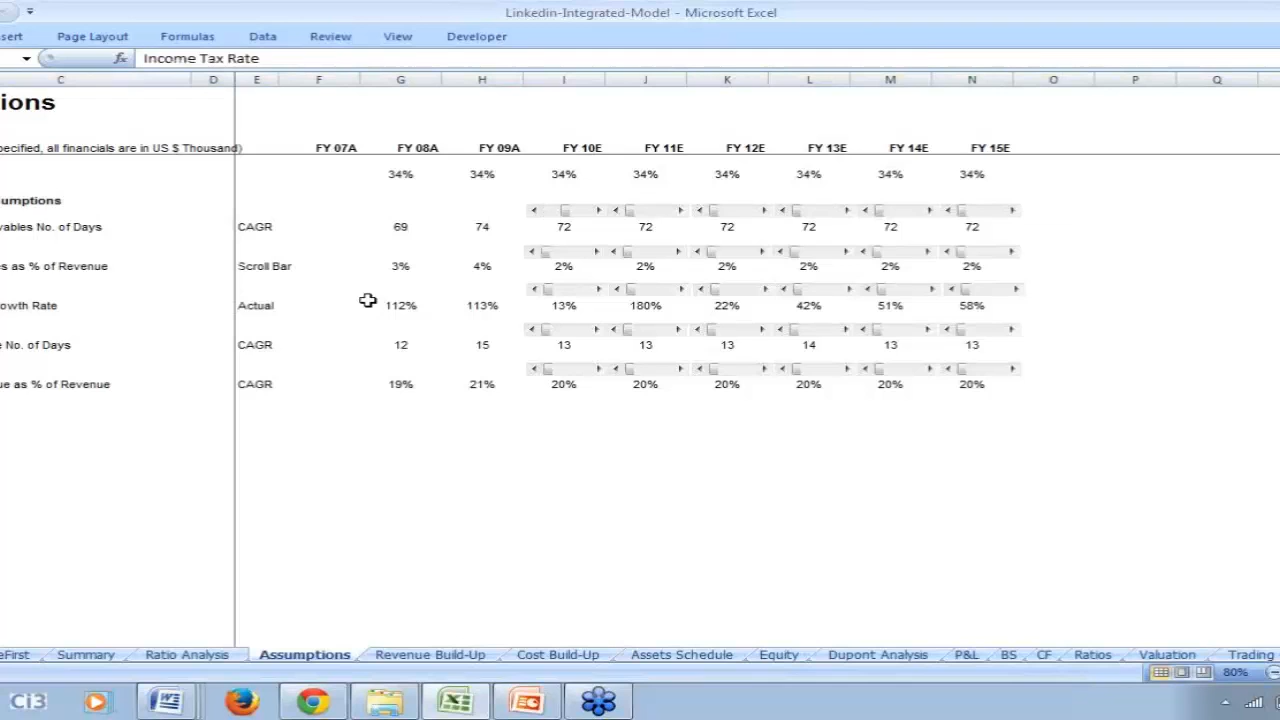 Linkedin-Integrated-Model - Microsoft Excel
sert Page Layout Formulas Data Review View Developer
fx Income Tax Rate
C D E F G H I J K L M N O P Q
ions
pecified, all financials are in US $ Thousand) FY 07A FY 08A FY 09A FY 10E FY 11E FY 12E FY 13E FY 14E FY 15E
34% 34% 34% 34% 34% 34% 34% 34%
umptions
vables No. of Days CAGR 69 74 72 72 72 72 72 72
es as % of Revenue Scroll Bar 3% 4% 2% 2% 2% 2% 2% 2%
owth Rate Actual 112% 113% 13% 180% 22% 42% 51% 58%
e No. of Days CAGR 12 15 13 13 13 14 13 13
ue as % of Revenue CAGR 19% 21% 20% 20% 20% 20% 20% 20%
eFirst Summary Ratio Analysis Assumptions Revenue Build-Up Cost Build-Up Assets Schedule Equity Dupont Analysis P&L BS CF Ratios Valuation Trading
80%
Ci3